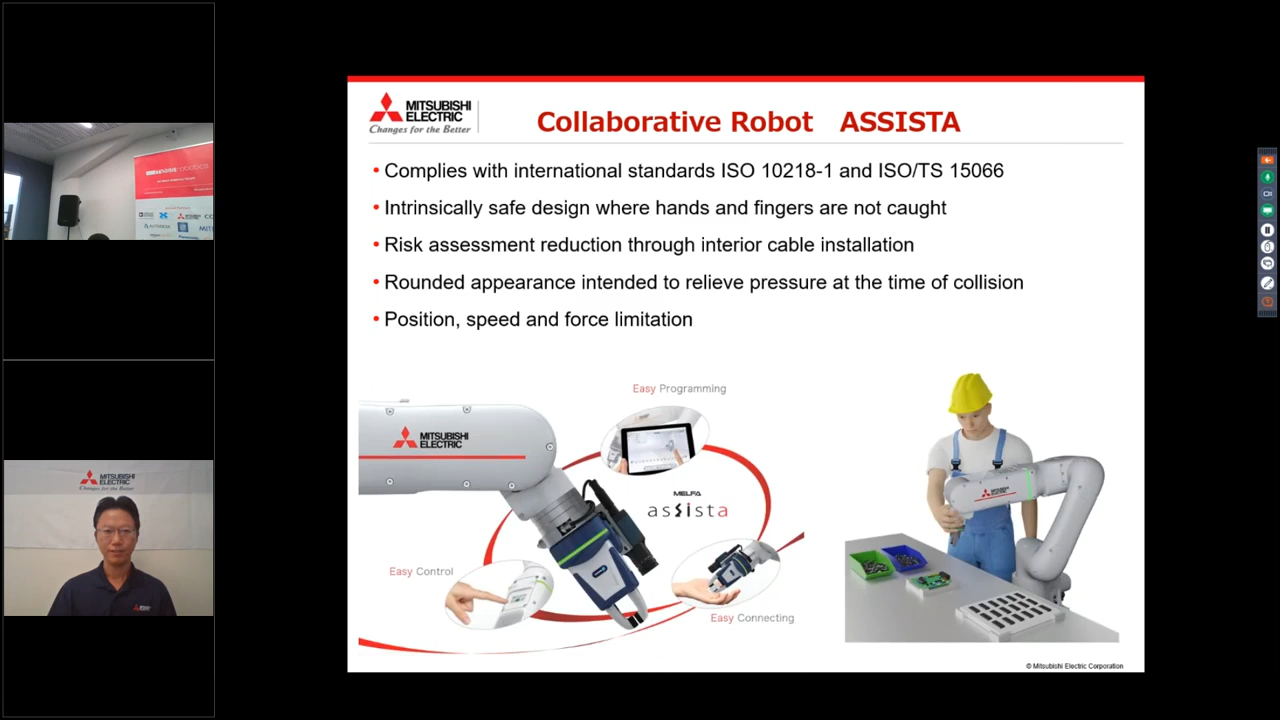 MITSUBISHI
ELECTRIC
Changes for the Better
Collaborative Robot ASSISTA
• Complies with international standards ISO 10218-1 and ISO/TS 15066
• Intrinsically safe design where hands and fingers are not caught
• Risk assessment reduction through interior cable installation
• Rounded appearance intended to relieve pressure at the time of collision
• Position, speed and force limitation
Easy Programming
MITSUBISHI
ELECTRIC
MELFA
assista
Easy Control
Easy Connecting
© Mitsubishi Electric Corporation
MITSUBISHI
ELECTRIC
Changes for the Better